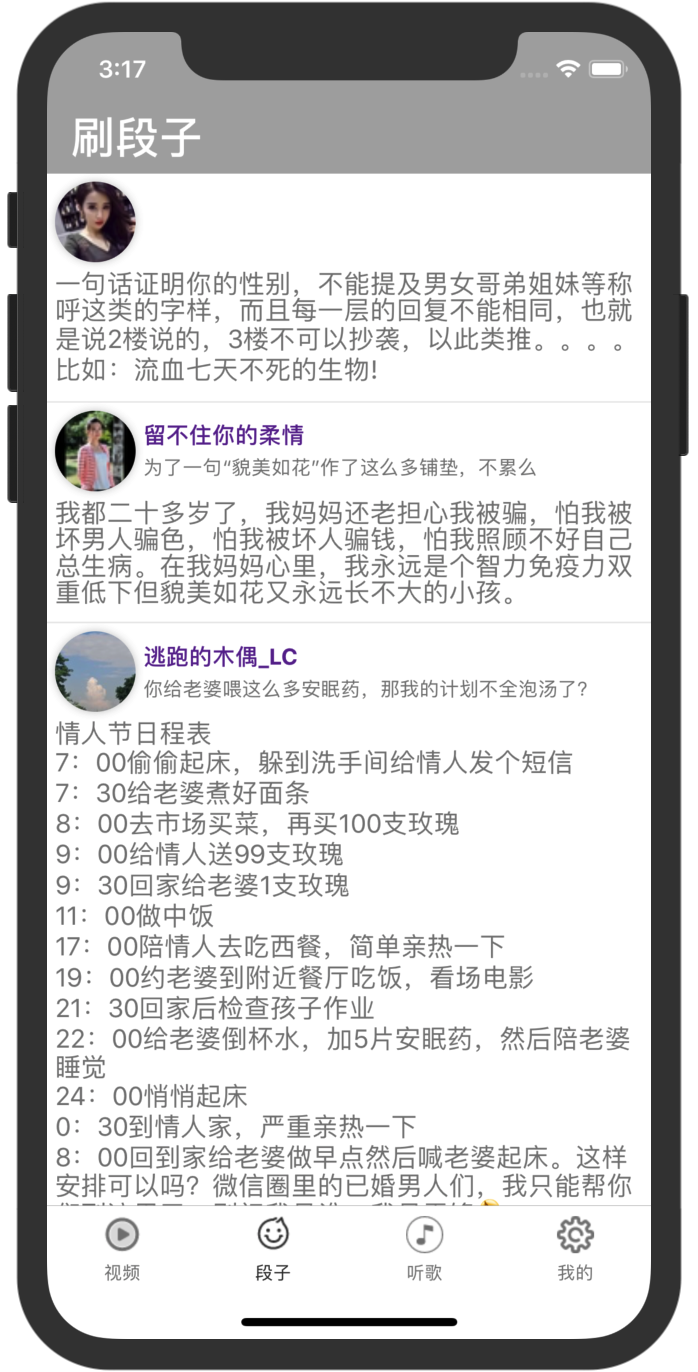 3:17
刷段子
一句话证明你的性别，不能提及男女哥弟姐妹等称
呼这类的字样，而且每一层的回复不能相同，也就
是说2楼说的，3楼不可以抄袭，以此类推。。。。
比如：流血七天不死的生物!
留不住你的柔情
为了一句“貌美如花”作了这么多铺垫，不累么
我都二十多岁了，我妈妈还老担心我被骗，怕我被
坏男人骗色，怕我被坏人骗钱，怕我照顾不好自己
总生病。在我妈妈心里，我永远是个智力免疫力双
重低下但貌美如花又永远长不大的小孩。
逃跑的木偶_LC
你给老婆喂这么多安眠药，那我的计划不全泡汤了？
情人节日程表
7：00偷偷起床，躲到洗手间给情人发个短信
7：30给老婆煮好面条
8：00去市场买菜，再买100支玫瑰
9：00给情人送99支玫瑰
9：30回家给老婆1支玫瑰
11：00做中饭
17：00陪情人去吃西餐，简单亲热一下
19：00约老婆到附近餐厅吃饭，看场电影
21：30回家后检查孩子作业
22：00给老婆倒杯水，加5片安眠药，然后陪老婆
睡觉
24：00悄悄起床
0：30到情人家，严重亲热一下
8：00回到家给老婆做早点然后喊老婆起床。这样
安排可以吗？微信圈里的已婚男人们，我只能帮你
视频
段子
听歌
我的